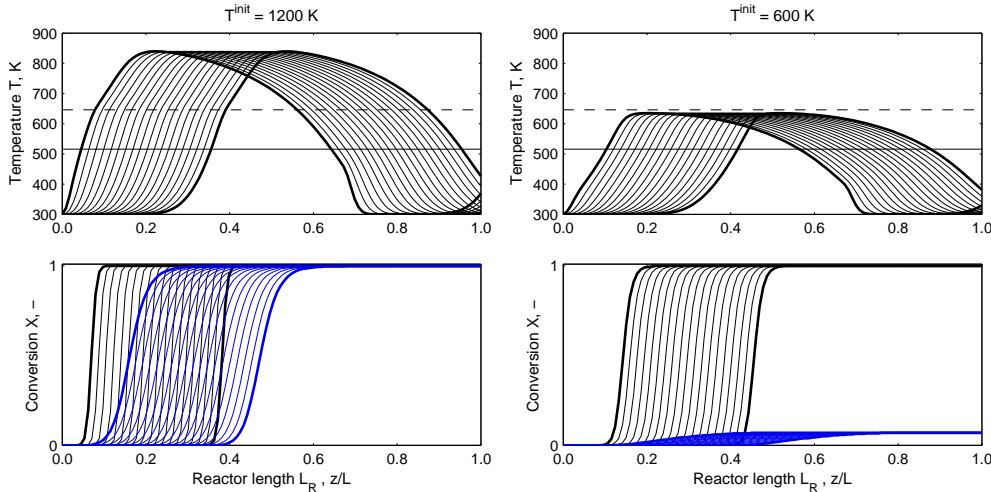 T^init = 1200 K
T^init = 600 K
Temperature T, K
900
800
700
600
500
400
300
0.0 0.2 0.4 0.6 0.8 1.0
Temperature T, K
900
800
700
600
500
400
300
0.0 0.2 0.4 0.6 0.8 1.0
Conversion X, –
1
0
0.0 0.2 0.4 0.6 0.8 1.0
Reactor length L_R , z/L
Conversion X, –
1
0
0.0 0.2 0.4 0.6 0.8 1.0
Reactor length L_R , z/L